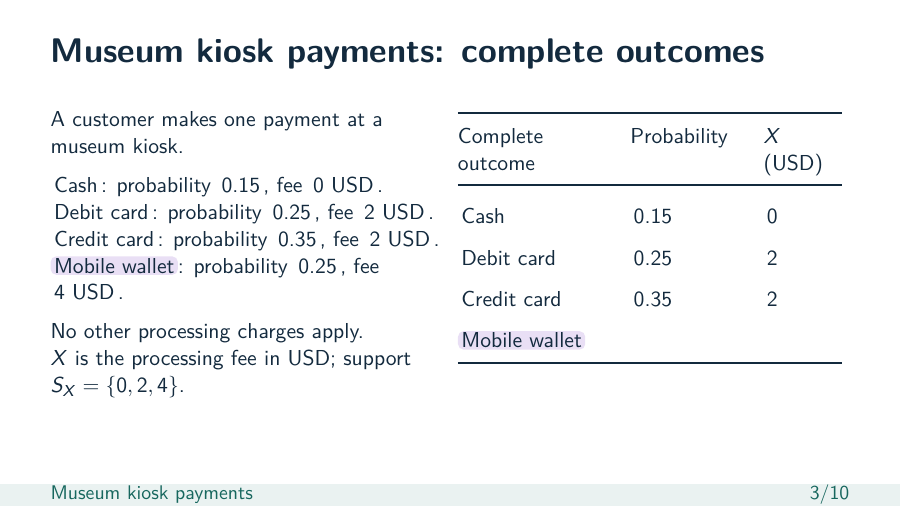 Museum kiosk payments: complete outcomes
A customer makes one payment at a
museum kiosk.
Cash: probability 0.15, fee 0 USD.
Debit card: probability 0.25, fee 2 USD.
Credit card: probability 0.35, fee 2 USD.
Mobile wallet: probability 0.25, fee
4 USD.
No other processing charges apply.
X is the processing fee in USD; support
S_X = {0, 2, 4}.
Complete outcome Probability X (USD)
Cash 0.15 0
Debit card 0.25 2
Credit card 0.35 2
Mobile wallet
Museum kiosk payments 3/10